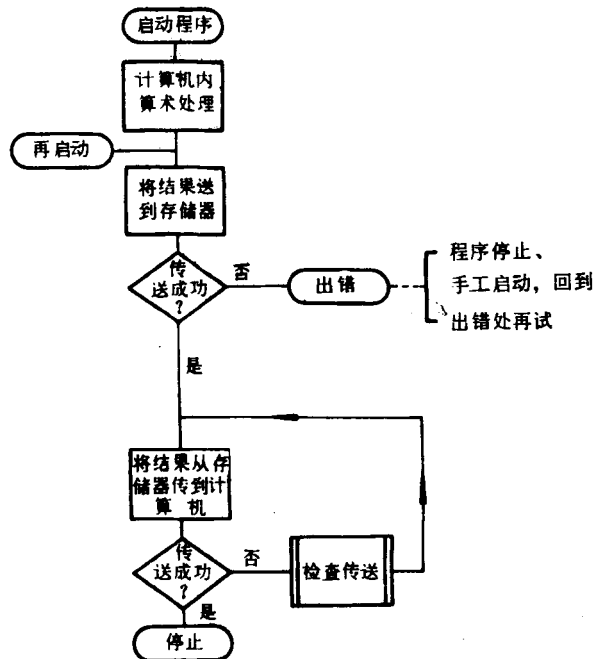 启动程序
计算机内
算术处理
再启动
将结果送
到存储器
传
送成功
?
否
出错
程序停止、
手工启动，回到
出错处再试
是
将结果从存
储器传到计
算 机
传
送成功
?
否
检查传送
是
停止